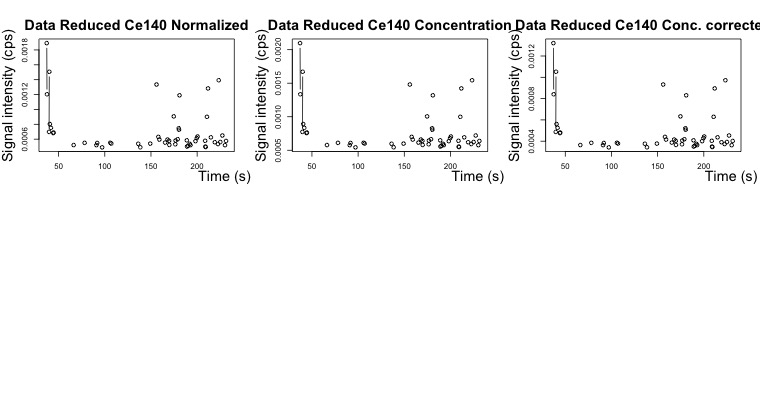 Data Reduced Ce140 Normalized
Signal intensity (cps)
0.0006 0.0012 0.0018
50 100 150 200
Time (s)
Data Reduced Ce140 Concentration
Signal intensity (cps)
0.0005 0.0010 0.0015 0.0020
50 100 150 200
Time (s)
Data Reduced Ce140 Conc. correcte
Signal intensity (cps)
0.0004 0.0008 0.0012
50 100 150 200
Time (s)